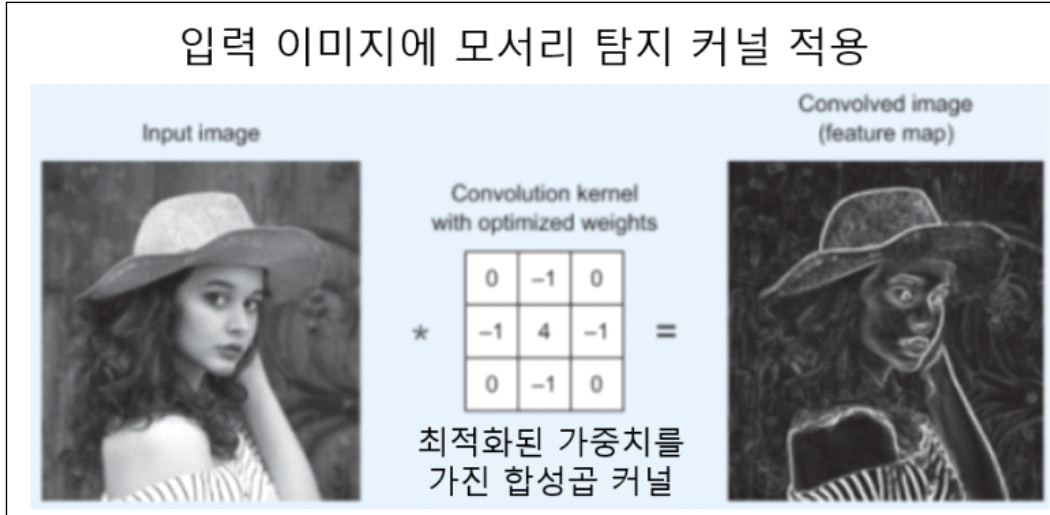 입력 이미지에 모서리 탐지 커널 적용
Input image
Convolution kernel
with optimized weights
0 –1 0
* –1 4 –1 =
0 –1 0
최적화된 가중치를
가진 합성곱 커널
Convolved image
(feature map)